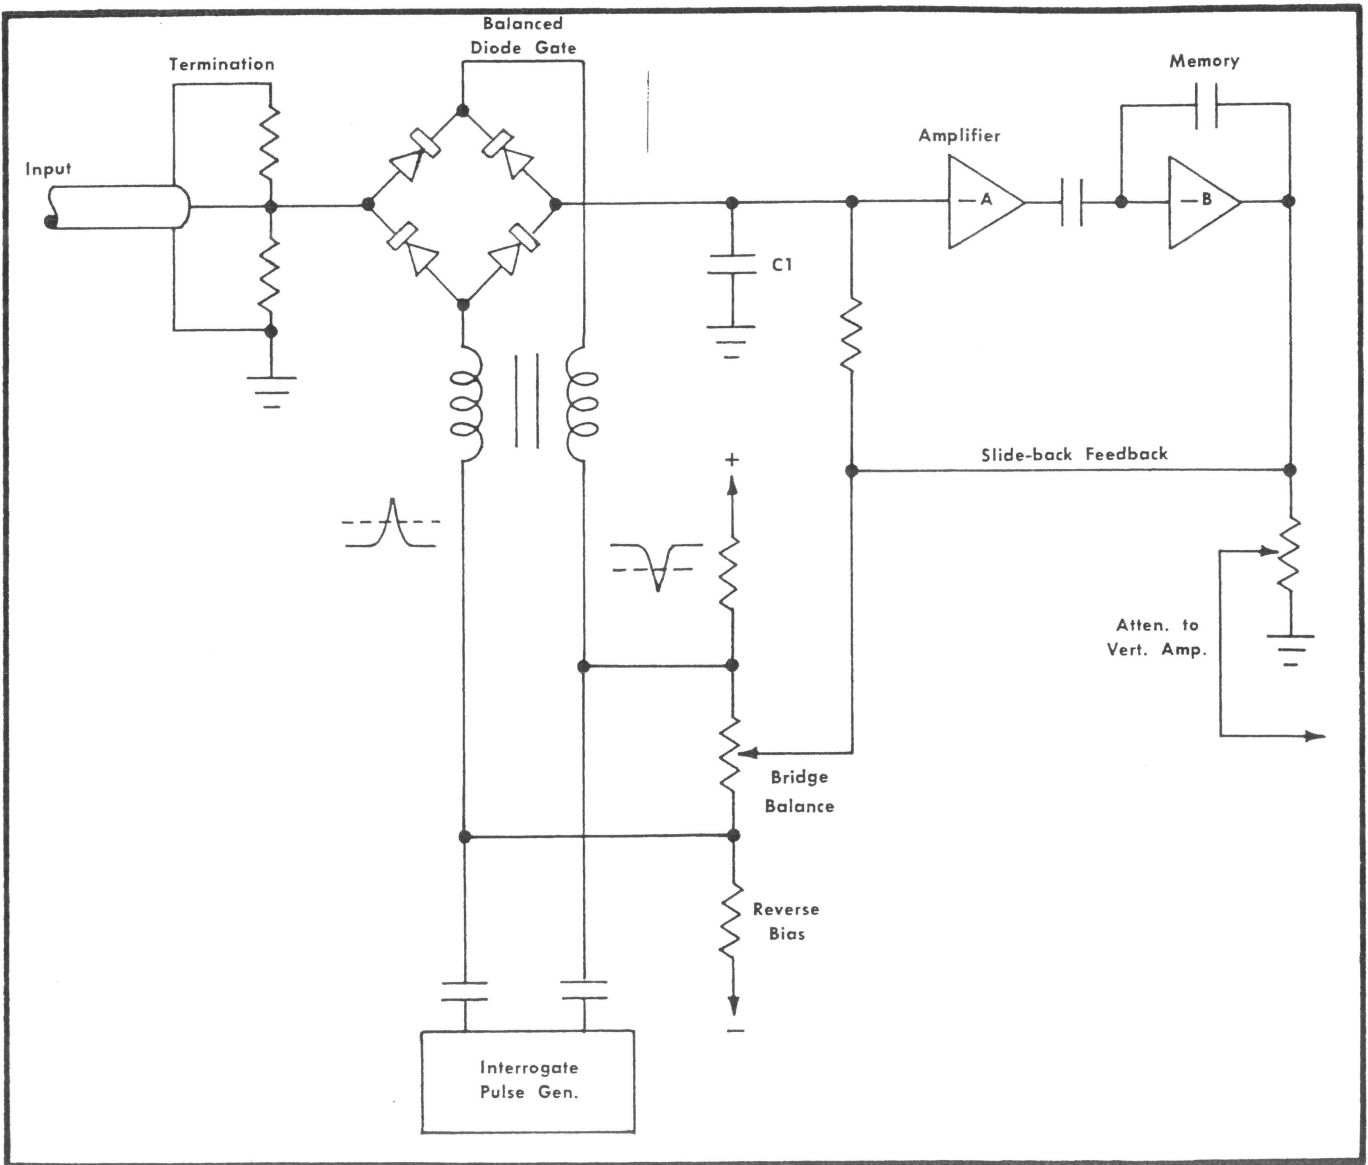 Balanced
Diode Gate
Termination
Memory
Amplifier
Input
– A
– B
C1
+
Slide-back Feedback
Atten. to
Vert. Amp.
Bridge
Balance
Reverse
Bias
–
Interrogate
Pulse Gen.